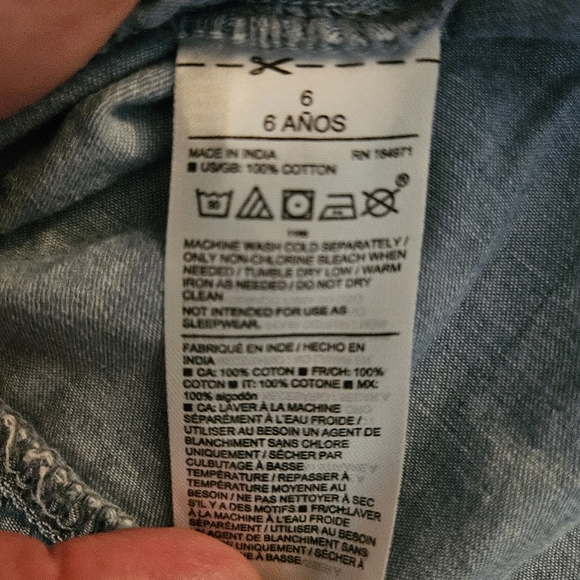 6
6 AÑOS
MADE IN INDIA RN 164971
■ US/GB: 100% COTTON
30
MACHINE WASH COLD SEPARATELY /
ONLY NON-CHLORINE BLEACH WHEN
NEEDED / TUMBLE DRY LOW / WARM
IRON AS NEEDED / DO NOT DRY
CLEAN
NOT INTENDED FOR USE AS
SLEEPWEAR.
FABRIQUÉ EN INDE / HECHO EN
INDIA
■ CA: 100% COTON ■ FR/CH: 100%
COTON ■ IT: 100% COTONE ■ MX:
100% algodón
■ CA: LAVER À LA MACHINE
SÉPARÉMENT À L'EAU FROIDE /
UTILISER AU BESOIN UN AGENT DE
BLANCHIMENT SANS CHLORE
UNIQUEMENT / SÉCHER PAR
CULBUTAGE À BASSE
TEMPÉRATURE / REPASSER À
TEMPÉRATURE MOYENNE AU
BESOIN / NE PAS NETTOYER À SEC
S'IL Y A DES MOTIFS ■ FR/CH:LAVER
À LA MACHINE À L'EAU FROIDE
SÉPARÉMENT / UTILISER AU BESOIN
UN AGENT DE BLANCHIMENT SANS
UNIQUEMENT / SÉCHER À
BASSE